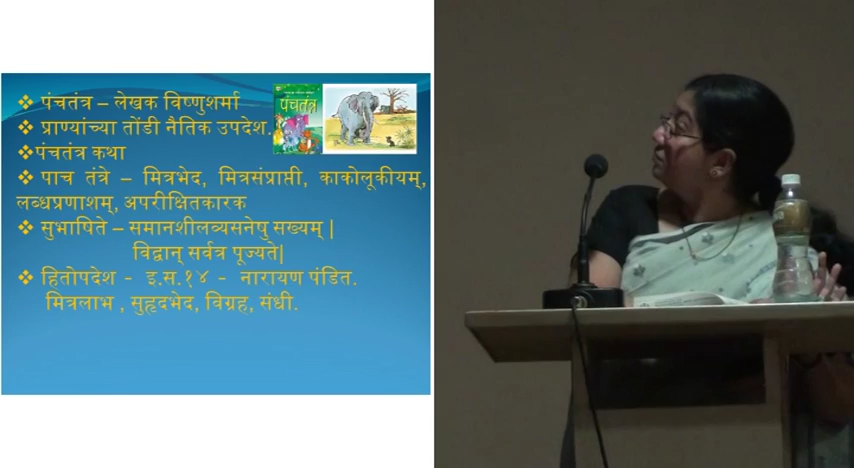 ❖ पंचतंत्र – लेखक विष्णुशर्मा
पंचतंत्र
❖ प्राण्यांच्या तोंडी नैतिक उपदेश.
❖पंचतंत्र कथा
❖ पाच तंत्रे – मित्रभेद, मित्रसंप्राप्ती, काकोलूकीयम्,
लब्धप्रणाशम्, अपरीक्षितकारक
❖ सुभाषिते – समानशीलव्यसनेषु सख्यम् |
विद्वान् सर्वत्र पूज्यते|
❖ हितोपदेश - इ.स.१४ - नारायण पंडित.
मित्रलाभ , सुहृदभेद, विग्रह, संधी.